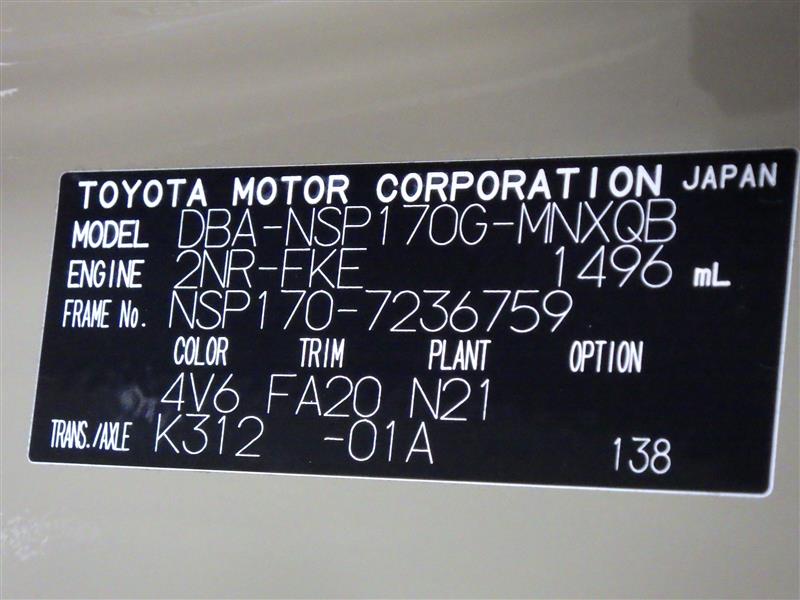 TOYOTA MOTOR CORPORATION JAPAN
MODEL DBA-NSP170G-MNXQB
ENGINE 2NR-FKE 1496 mL
FRAME No. NSP170-7236759
COLOR TRIM PLANT OPTION
4V6 FA20 N21
TRANS./AXLE K312 -01A 138